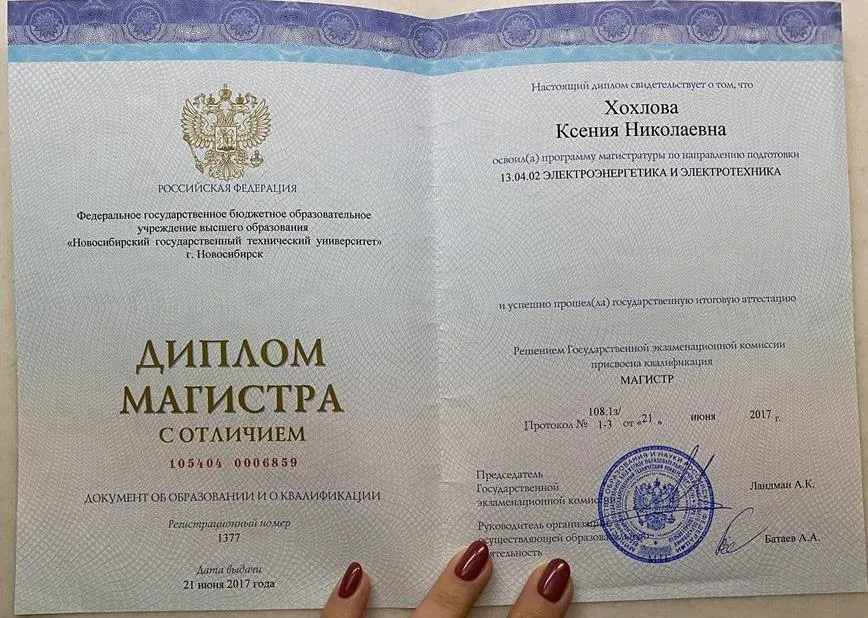 РОССИЙСКАЯ ФЕДЕРАЦИЯ
Федеральное государственное бюджетное образовательное
учреждение высшего образования
«Новосибирский государственный технический университет»
г. Новосибирск
ДИПЛОМ
МАГИСТРА
С ОТЛИЧИЕМ
105404 0006859
ДОКУМЕНТ ОБ ОБРАЗОВАНИИ И О КВАЛИФИКАЦИИ
Регистрационный номер
1377
Дата выдачи
21 июня 2017 года
Настоящий диплом свидетельствует о том, что
Хохлова
Ксения Николаевна
освоил(а) программу магистратуры по направлению подготовки
13.04.02 ЭЛЕКТРОЭНЕРГЕТИКА И ЭЛЕКТРОТЕХНИКА
и успешно прошел(ла) государственную итоговую аттестацию
Решением Государственной экзаменационной комиссии
присвоена квалификация
МАГИСТР
108.1з/
Протокол № 1-3 от «21» июня 2017 г.
Председатель
Государственной
экзаменационной
Ландман А.К.
Руководитель
осуществляющей
Батаев А.А.
М.П.